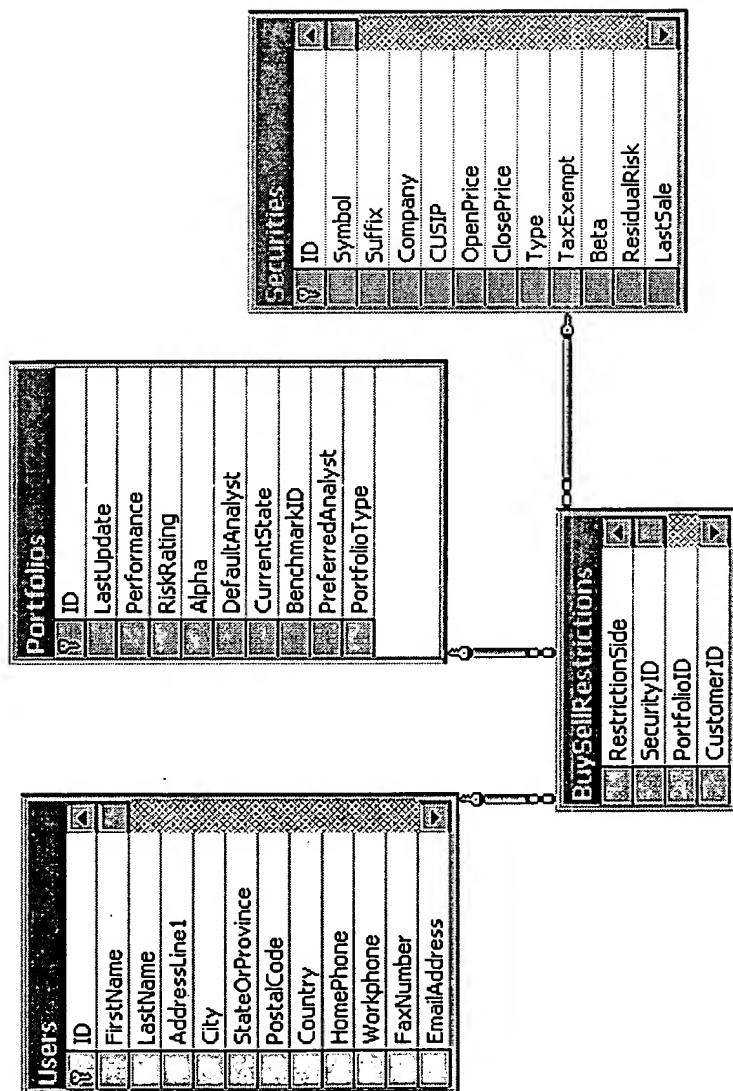 Users
ID
FirstName
LastName
AddressLine1
City
StateOrProvince
PostalCode
Country
HomePhone
Workphone
FaxNumber
EmailAddress
Portfolios
ID
LastUpdate
Performance
RiskRating
Alpha
DefaultAnalyst
CurrentState
BenchmarkID
PreferredAnalyst
PortfolioType
Securities
ID
Symbol
Suffix
Company
CUSIP
OpenPrice
ClosePrice
Type
TaxExempt
Beta
ResidualRisk
LastSale
BuySellRestrictions
RestrictionSide
SecurityID
PortfolioID
CustomerID